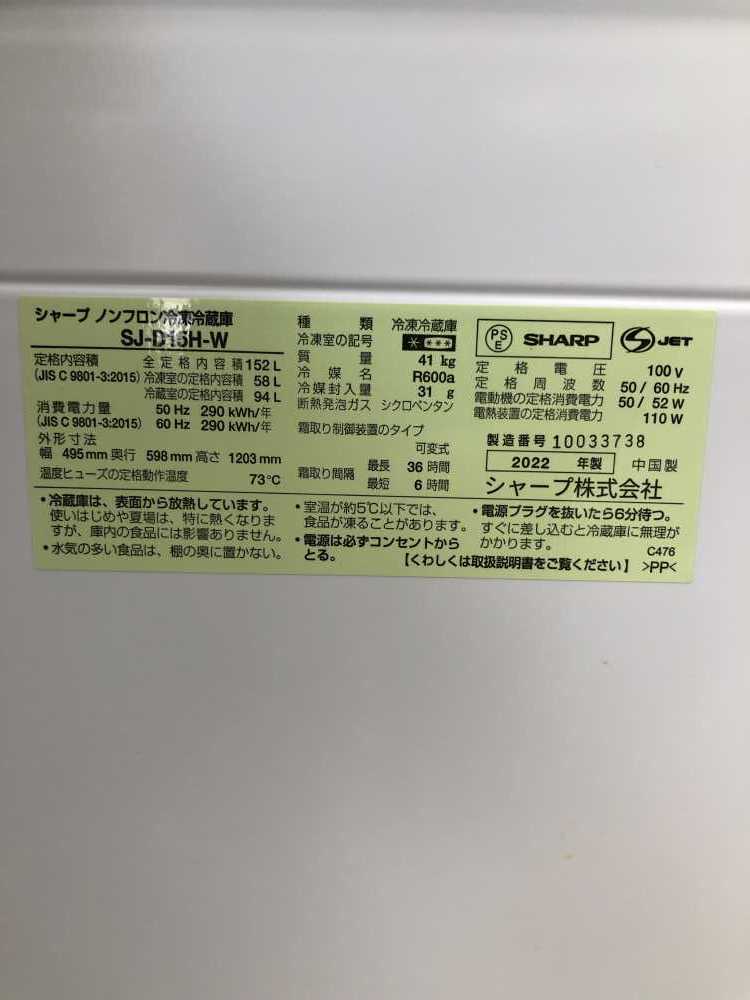 シャープ ノンフロン冷凍冷蔵庫
SJ-D15H-W
定格内容積 全定格内容積 152 L
(JIS C 9801-3:2015) 冷凍室の定格内容積 58 L
冷蔵室の定格内容積 94 L
消費電力量 50 Hz 290 kWh/年
(JIS C 9801-3:2015) 60 Hz 290 kWh/年
外形寸法
幅 495mm 奥行 598mm 高さ 1203mm
温度ヒューズの定格動作温度 73℃
種類 冷凍冷蔵庫
冷凍室の記号
質量 41 kg
冷媒名 R600a
冷媒封入量 31 g
断熱発泡ガス シクロペンタン
霜取り制御装置のタイプ
可変式
霜取り間隔 最長 36 時間
最短 6 時間
PSE SHARP JET
定格電圧 100 V
定格周波数 50 / 60 Hz
電動機の定格消費電力 50 / 52 W
電熱装置の定格消費電力 110 W
製造番号 10033738
2022 年製 中国製
シャープ株式会社
・冷蔵庫は、表面から放熱しています。
使いはじめや夏場は、特に熱くなりま
すが、庫内の食品には影響ありません。
・水気の多い食品は、棚の奥に置かない。
・室温が約5℃以下では、
食品が凍ることがあります。
・電源は必ずコンセントから
とる。
・電源プラグを抜いたら6分待つ。
すぐに差し込むと冷蔵庫に無理が
かかります。
C476
【くわしくは取扱説明書をご覧ください】 >PP<